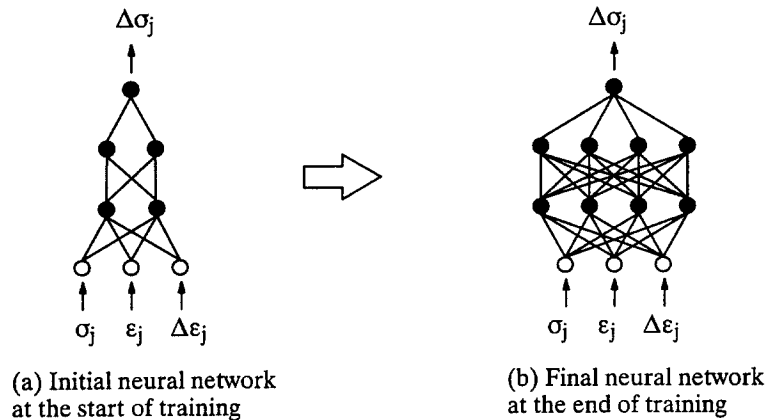 Δσj
Δσj
σj εj Δεj
σj εj Δεj
(a) Initial neural network
at the start of training
(b) Final neural network
at the end of training